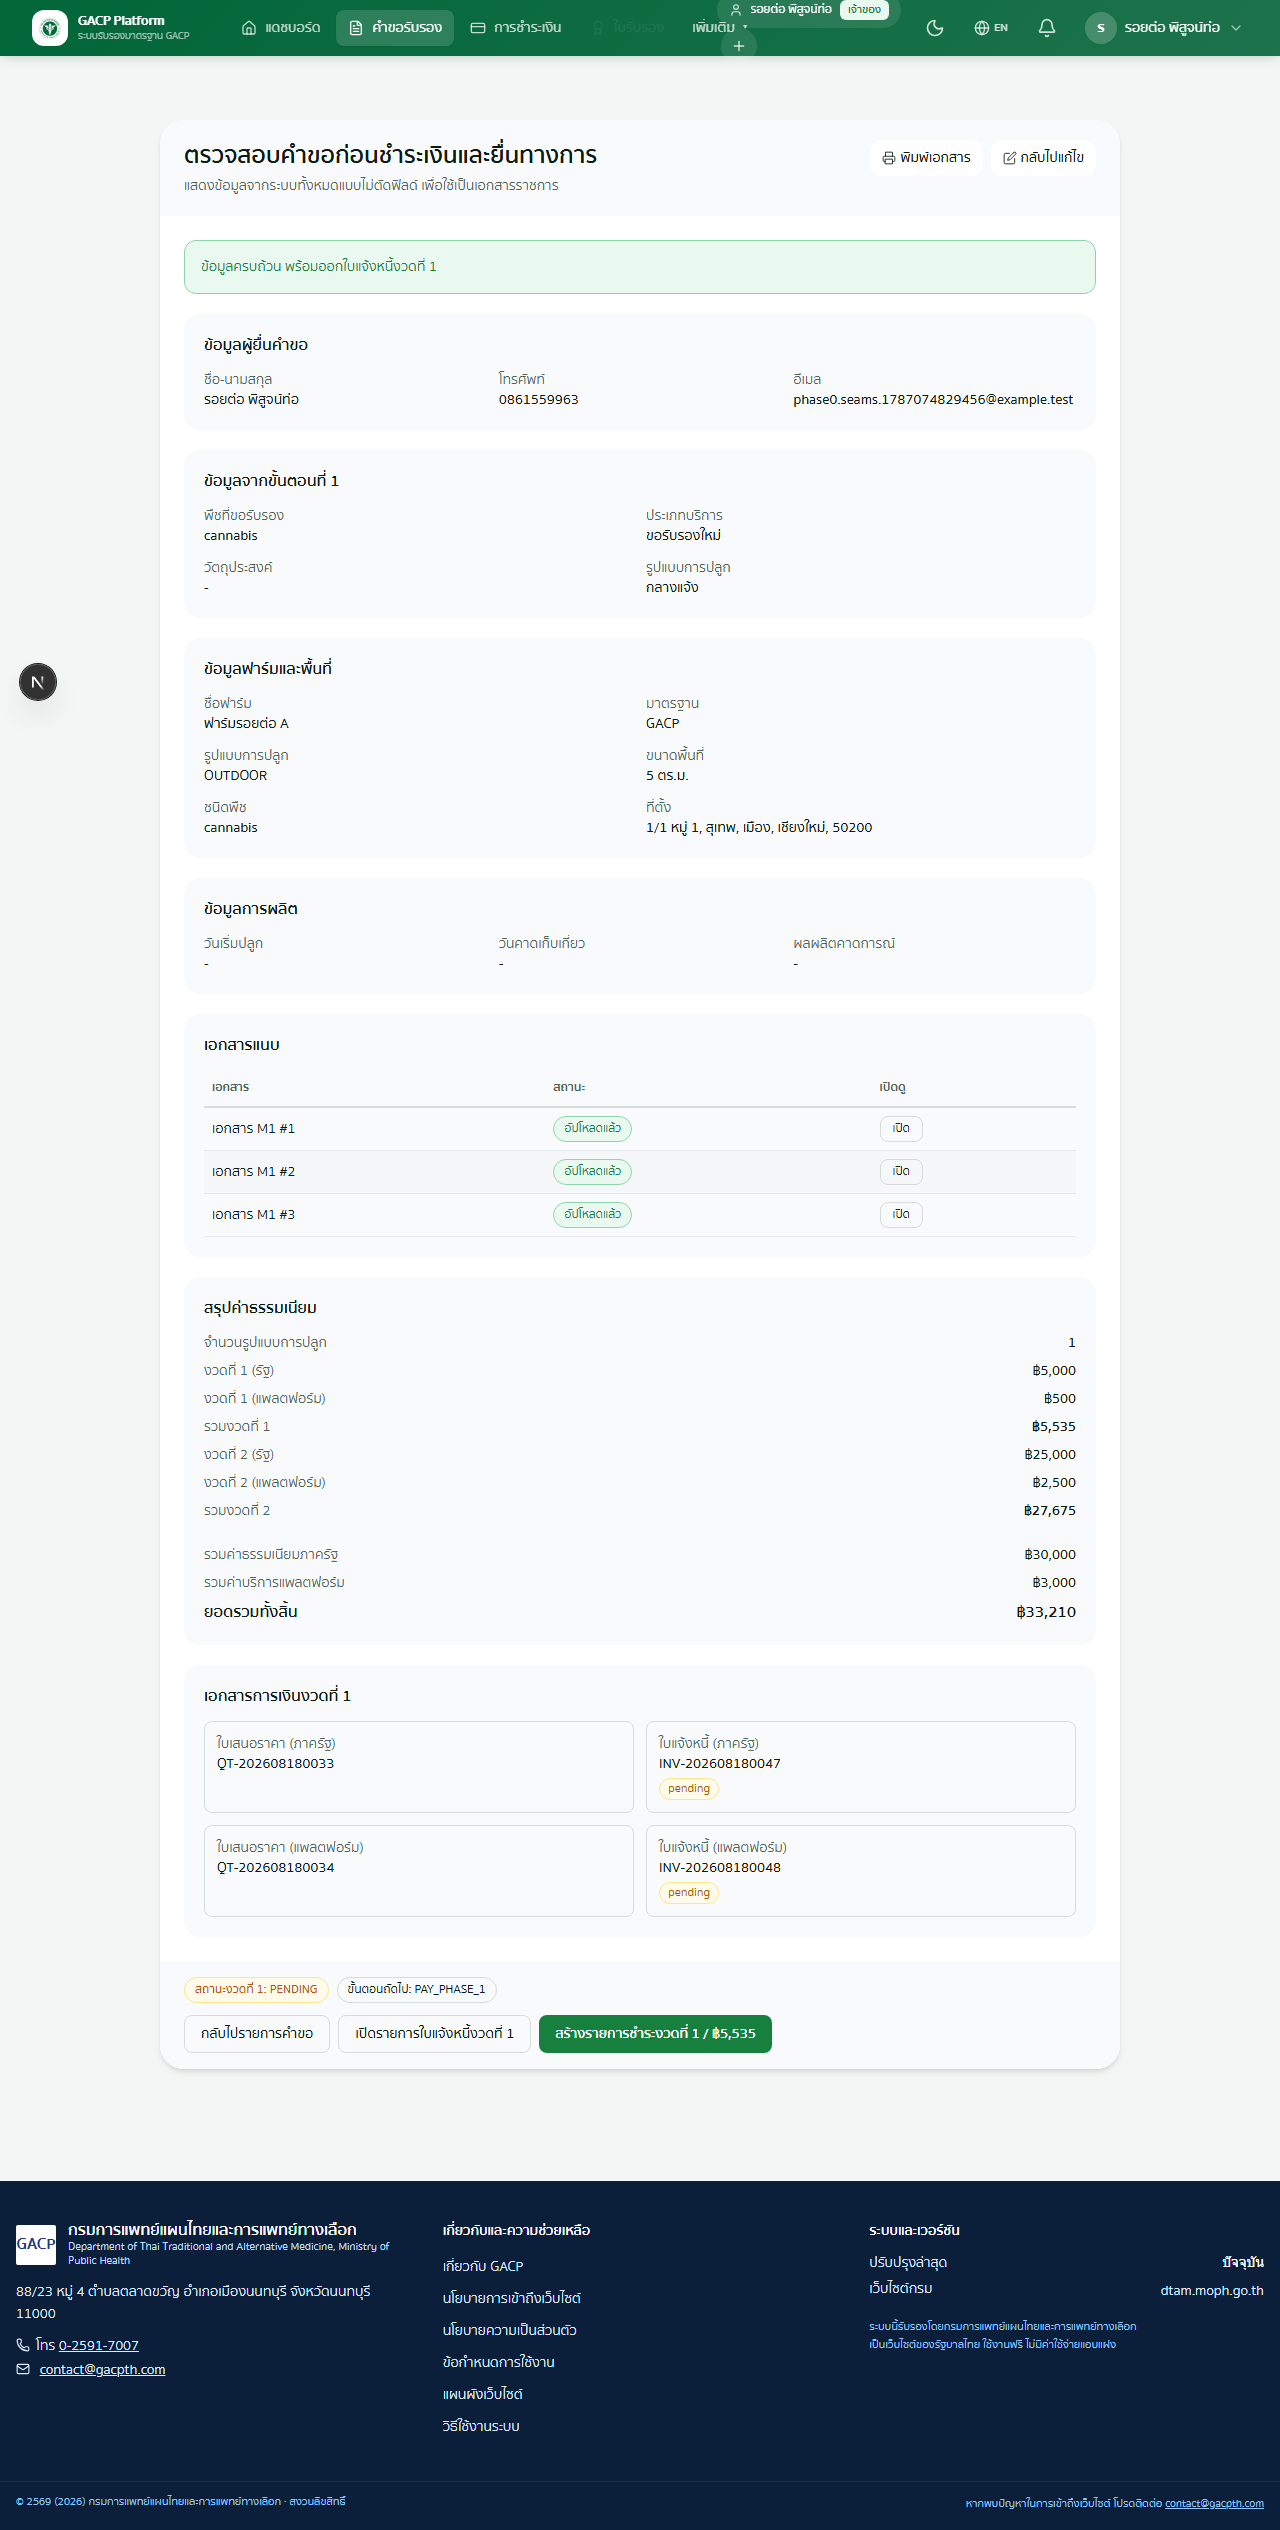 GACP Platform
ระบบรับรองมาตรฐาน GACP
แดชบอร์ด
คำขอรับรอง
การชำระเงิน
ใบรับรอง
เพิ่มเติม
รอยต่อ พิสูจน์ท่อ
เจ้าของ
EN
S
รอยต่อ พิสูจน์ท่อ
ตรวจสอบคำขอก่อนชำระเงินและยื่นทางการ
แสดงข้อมูลจากระบบทั้งหมดแบบไม่ตัดฟิลด์ เพื่อใช้เป็นเอกสารราชการ
พิมพ์เอกสาร
กลับไปแก้ไข
ข้อมูลครบถ้วน พร้อมออกใบแจ้งหนี้งวดที่ 1
ข้อมูลผู้ยื่นคำขอ
ชื่อ-นามสกุล
รอยต่อ พิสูจน์ท่อ
โทรศัพท์
0861559963
อีเมล
phase0.seams.1787074829456@example.test
ข้อมูลจากขั้นตอนที่ 1
พืชที่ขอรับรอง
cannabis
ประเภทบริการ
ขอรับรองใหม่
วัตถุประสงค์
-
รูปแบบการปลูก
กลางแจ้ง
N
ข้อมูลฟาร์มและพื้นที่
ชื่อฟาร์ม
ฟาร์มรอยต่อ A
มาตรฐาน
GACP
รูปแบบการปลูก
OUTDOOR
ขนาดพื้นที่
5 ตร.ม.
ชนิดพืช
cannabis
ที่ตั้ง
1/1 หมู่ 1, สุเทพ, เมือง, เชียงใหม่, 50200
ข้อมูลการผลิต
วันเริ่มปลูก
-
วันคาดเก็บเกี่ยว
-
ผลผลิตคาดการณ์
-
เอกสารแนบ
เอกสาร สถานะ เปิดดู
เอกสาร M1 #1 อัปโหลดแล้ว เปิด
เอกสาร M1 #2 อัปโหลดแล้ว เปิด
เอกสาร M1 #3 อัปโหลดแล้ว เปิด
สรุปค่าธรรมเนียม
จำนวนรูปแบบการปลูก 1
งวดที่ 1 (รัฐ) ฿5,000
งวดที่ 1 (แพลตฟอร์ม) ฿500
รวมงวดที่ 1 ฿5,535
งวดที่ 2 (รัฐ) ฿25,000
งวดที่ 2 (แพลตฟอร์ม) ฿2,500
รวมงวดที่ 2 ฿27,675
รวมค่าธรรมเนียมภาครัฐ ฿30,000
รวมค่าบริการแพลตฟอร์ม ฿3,000
ยอดรวมทั้งสิ้น ฿33,210
เอกสารการเงินงวดที่ 1
ใบเสนอราคา (ภาครัฐ)
QT-202608180033
ใบแจ้งหนี้ (ภาครัฐ)
INV-202608180047
pending
ใบเสนอราคา (แพลตฟอร์ม)
QT-202608180034
ใบแจ้งหนี้ (แพลตฟอร์ม)
INV-202608180048
pending
สถานะงวดที่ 1: PENDING
ขั้นตอนถัดไป: PAY_PHASE_1
กลับไปรายการคำขอ
เปิดรายการใบแจ้งหนี้งวดที่ 1
สร้างรายการชำระงวดที่ 1 / ฿5,535
GACP
กรมการแพทย์แผนไทยและการแพทย์ทางเลือก
Department of Thai Traditional and Alternative Medicine, Ministry of
Public Health
88/23 หมู่ 4 ตำบลตลาดขวัญ อำเภอเมืองนนทบุรี จังหวัดนนทบุรี
11000
โทร 0-2591-7007
contact@gacpth.com
เกี่ยวกับและความช่วยเหลือ
เกี่ยวกับ GACP
นโยบายการเข้าถึงเว็บไซต์
นโยบายความเป็นส่วนตัว
ข้อกำหนดการใช้งาน
แผนผังเว็บไซต์
วิธีใช้งานระบบ
ระบบและเวอร์ชัน
ปรับปรุงล่าสุด ปัจจุบัน
เว็บไซต์กรม dtam.moph.go.th
ระบบนี้รับรองโดยกรมการแพทย์แผนไทยและการแพทย์ทางเลือก
เป็นเว็บไซต์ของรัฐบาลไทย ใช้งานฟรี ไม่มีค่าใช้จ่ายแอบแฝง
© 2569 (2026) กรมการแพทย์แผนไทยและการแพทย์ทางเลือก · สงวนลิขสิทธิ์
หากพบปัญหาในการเข้าถึงเว็บไซต์ โปรดติดต่อ contact@gacpth.com